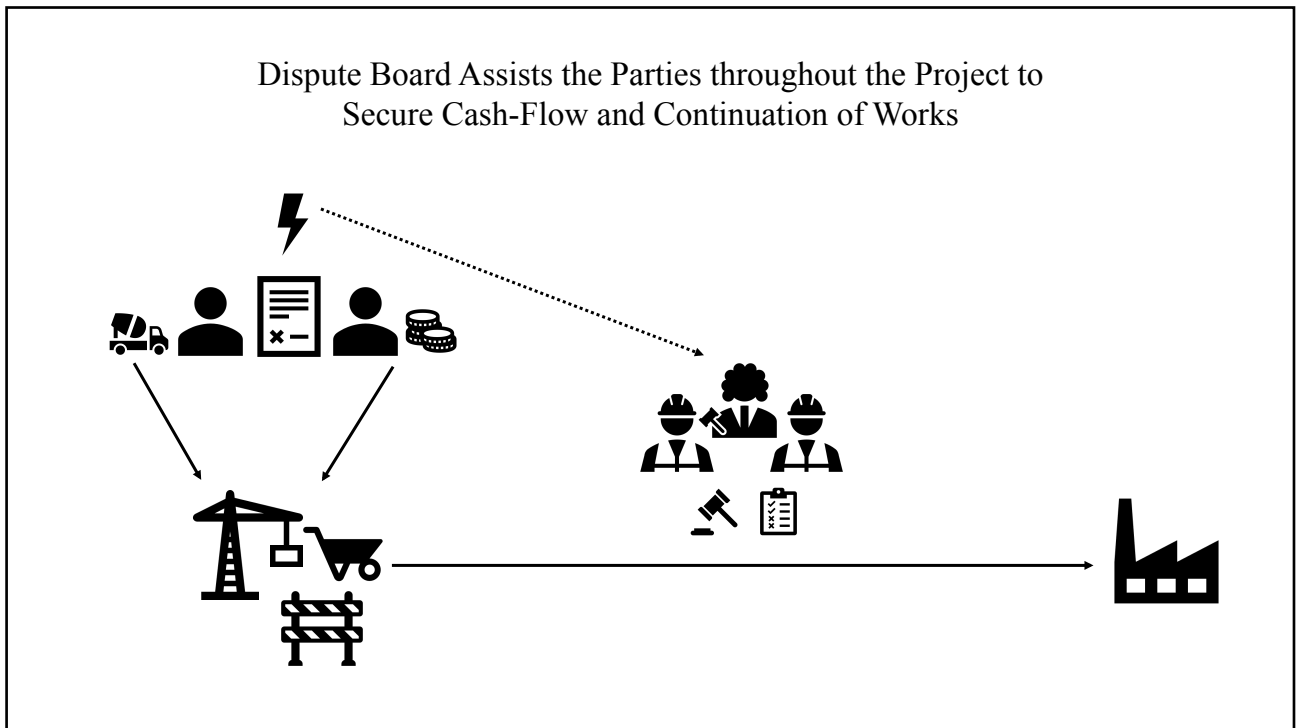 Dispute Board Assists the Parties throughout the Project to
Secure Cash-Flow and Continuation of Works